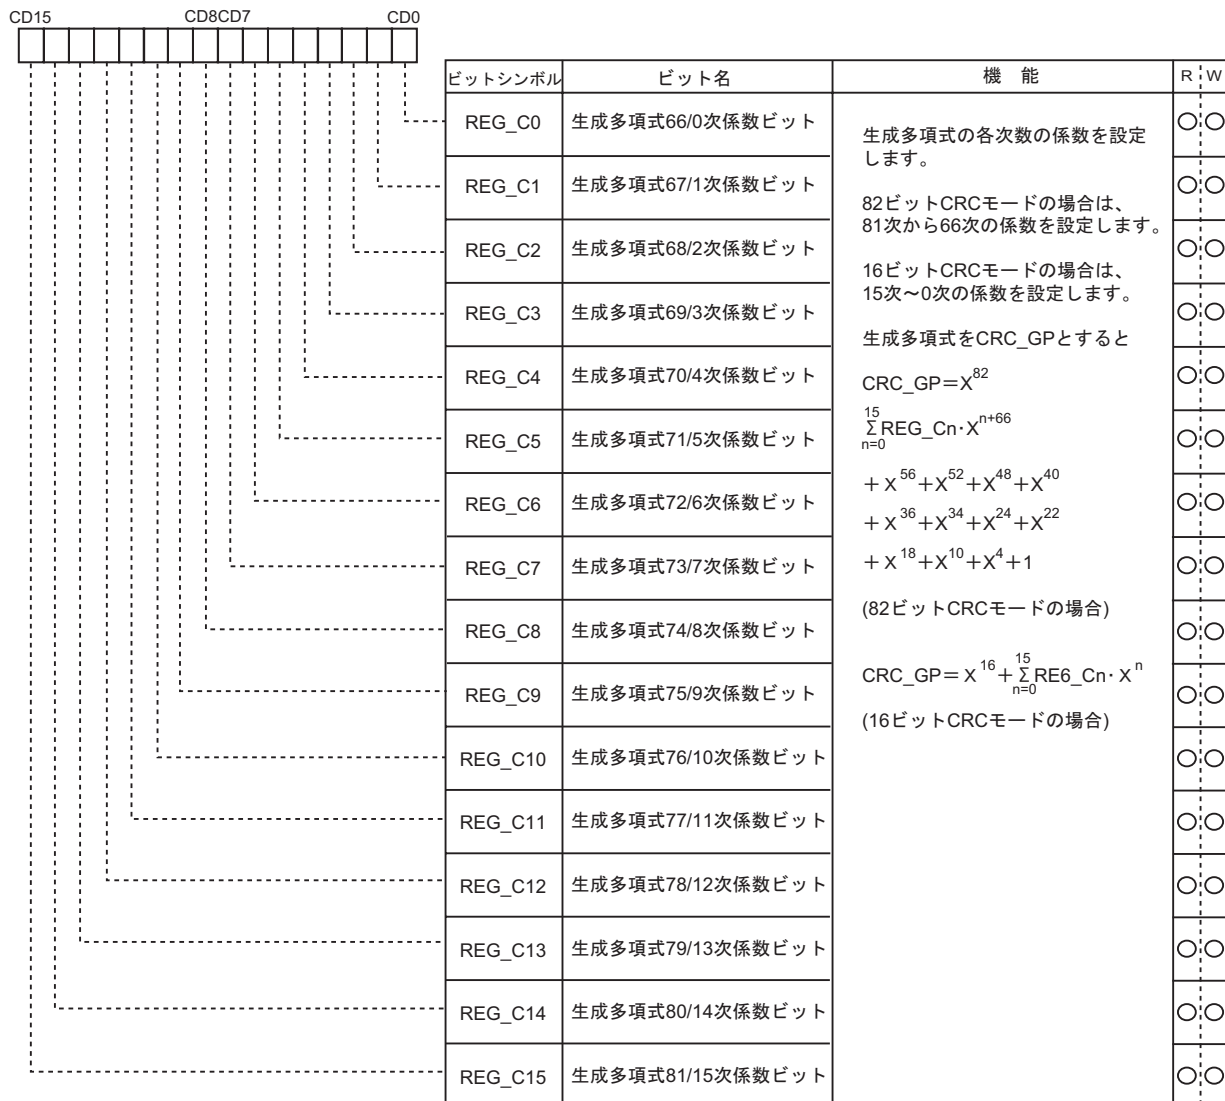 CD15 CD8CD7 CD0
ビットシンボル ビット名 機 能 R W
REG_C0 生成多項式66/0次係数ビット ○ ○
REG_C1 生成多項式67/1次係数ビット ○ ○
REG_C2 生成多項式68/2次係数ビット ○ ○
REG_C3 生成多項式69/3次係数ビット ○ ○
REG_C4 生成多項式70/4次係数ビット ○ ○
REG_C5 生成多項式71/5次係数ビット ○ ○
REG_C6 生成多項式72/6次係数ビット ○ ○
REG_C7 生成多項式73/7次係数ビット ○ ○
REG_C8 生成多項式74/8次係数ビット ○ ○
REG_C9 生成多項式75/9次係数ビット ○ ○
REG_C10 生成多項式76/10次係数ビット ○ ○
REG_C11 生成多項式77/11次係数ビット ○ ○
REG_C12 生成多項式78/12次係数ビット ○ ○
REG_C13 生成多項式79/13次係数ビット ○ ○
REG_C14 生成多項式80/14次係数ビット ○ ○
REG_C15 生成多項式81/15次係数ビット ○ ○
生成多項式の各次数の係数を設定
します。
82ビットCRCモードの場合は、
81次から66次の係数を設定します。
16ビットCRCモードの場合は、
15次～0次の係数を設定します。
生成多項式をCRC_GPとすると
CRC_GP＝X^82
15
Σ REG_Cn·X^n+66
n=0
＋X^56＋X^52＋X^48＋X^40
＋X^36＋X^34＋X^24＋X^22
＋X^18＋X^10＋X^4＋1
(82ビットCRCモードの場合)
15
CRC_GP＝X^16＋Σ RE6_Cn·X^n
n=0
(16ビットCRCモードの場合)